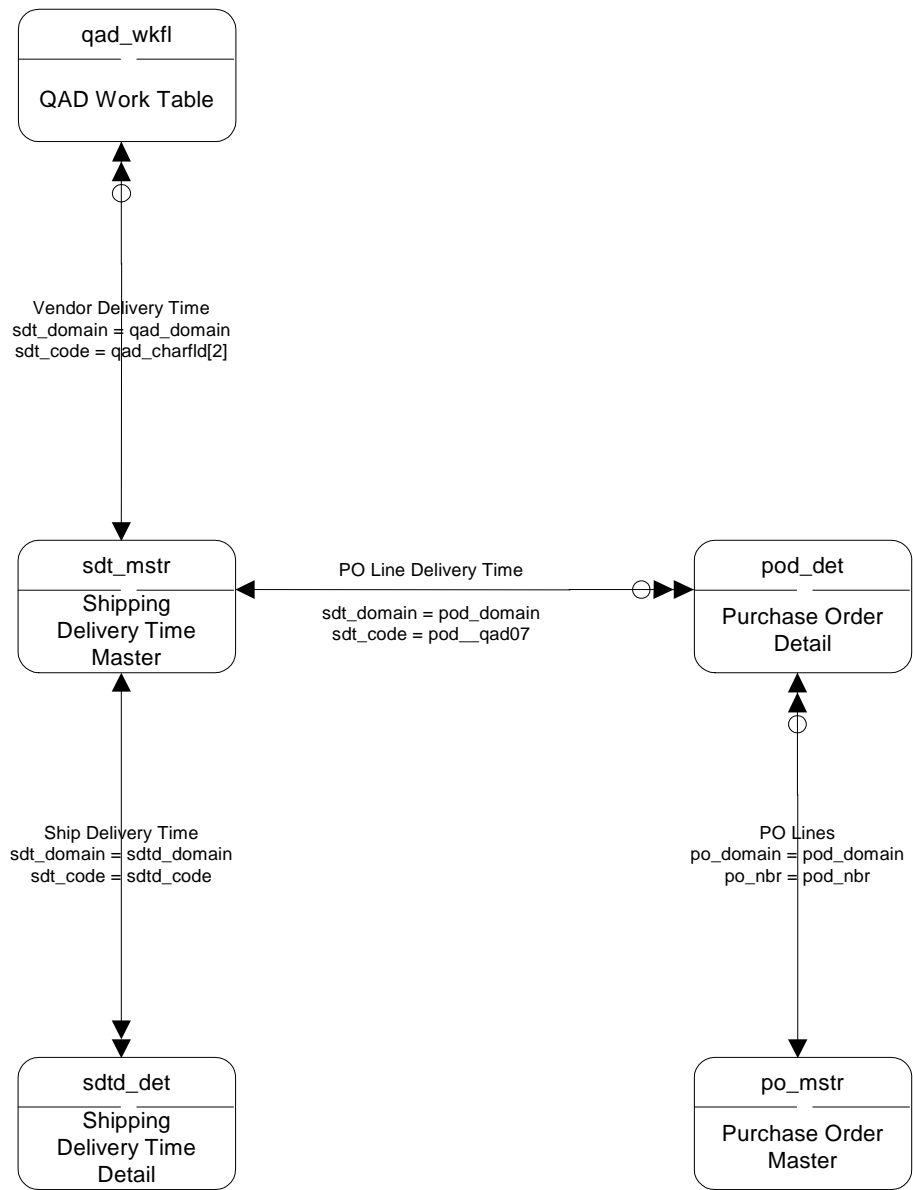 qad_wkfl
QAD Work Table
Vendor Delivery Time
sdt_domain = qad_domain
sdt_code = qad_charfld[2]
sdt_mstr
Shipping
Delivery Time
Master
PO Line Delivery Time
sdt_domain = pod_domain
sdt_code = pod__qad07
pod_det
Purchase Order
Detail
Ship Delivery Time
sdt_domain = sdtd_domain
sdt_code = sdtd_code
PO Lines
po_domain = pod_domain
po_nbr = pod_nbr
sdtd_det
Shipping
Delivery Time
Detail
po_mstr
Purchase Order
Master